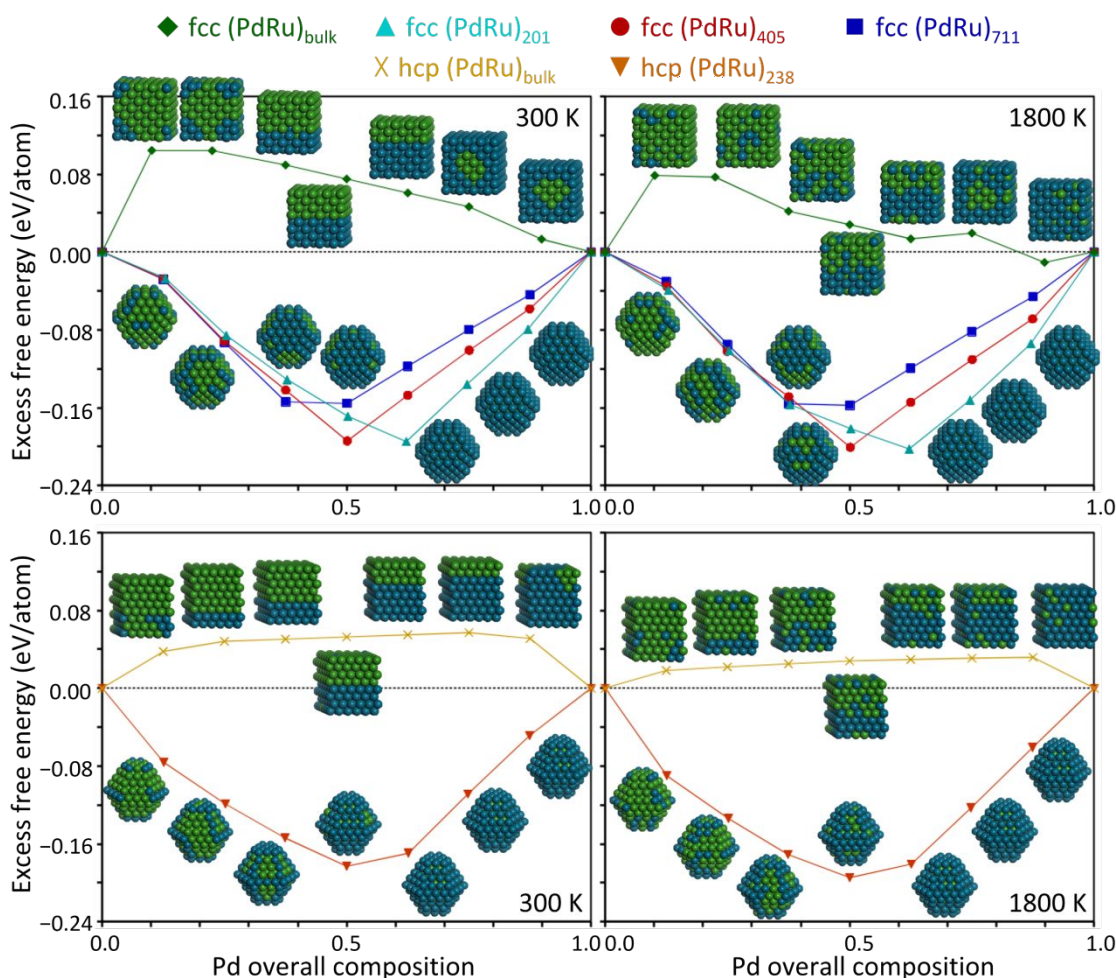 fcc (PdRu)bulk fcc (PdRu)201 fcc (PdRu)405 fcc (PdRu)711
hcp (PdRu)bulk hcp (PdRu)238
0.16
0.08
0.00
−0.08
−0.16
−0.24
Excess free energy (eV/atom)
300 K
0.0 0.5 1.0
1800 K
0.0 0.5 1.0
0.16
0.08
0.00
−0.08
−0.16
−0.24
Excess free energy (eV/atom)
300 K
0.0 0.5 1.0
Pd overall composition
1800 K
0.0 0.5 1.0
Pd overall composition